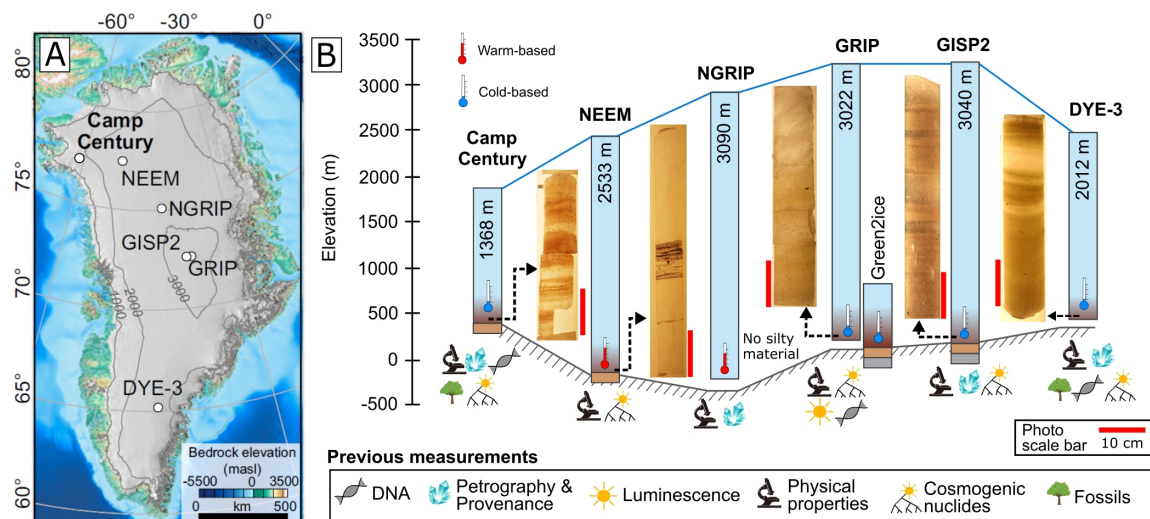 -60° -30° 0°
A
80°
75°
70°
65°
60°
Camp
Century
NEEM
NGRIP
GISP2
GRIP
1000
2000
3000
DYE-3
Bedrock elevation
(masl)
-5500 0 3500
0 km 500
B
Elevation (m)
3500
3000
2500
2000
1500
1000
500
0
-500
Warm-based
Cold-based
Camp
Century
1368 m
NEEM
2533 m
NGRIP
3090 m
No silty
material
GRIP
3022 m
Green2ice
GISP2
3040 m
DYE-3
2012 m
Photo
scale bar
10 cm
Previous measurements
DNA
Petrography &
Provenance
Luminescence
Physical
properties
Cosmogenic
nuclides
Fossils